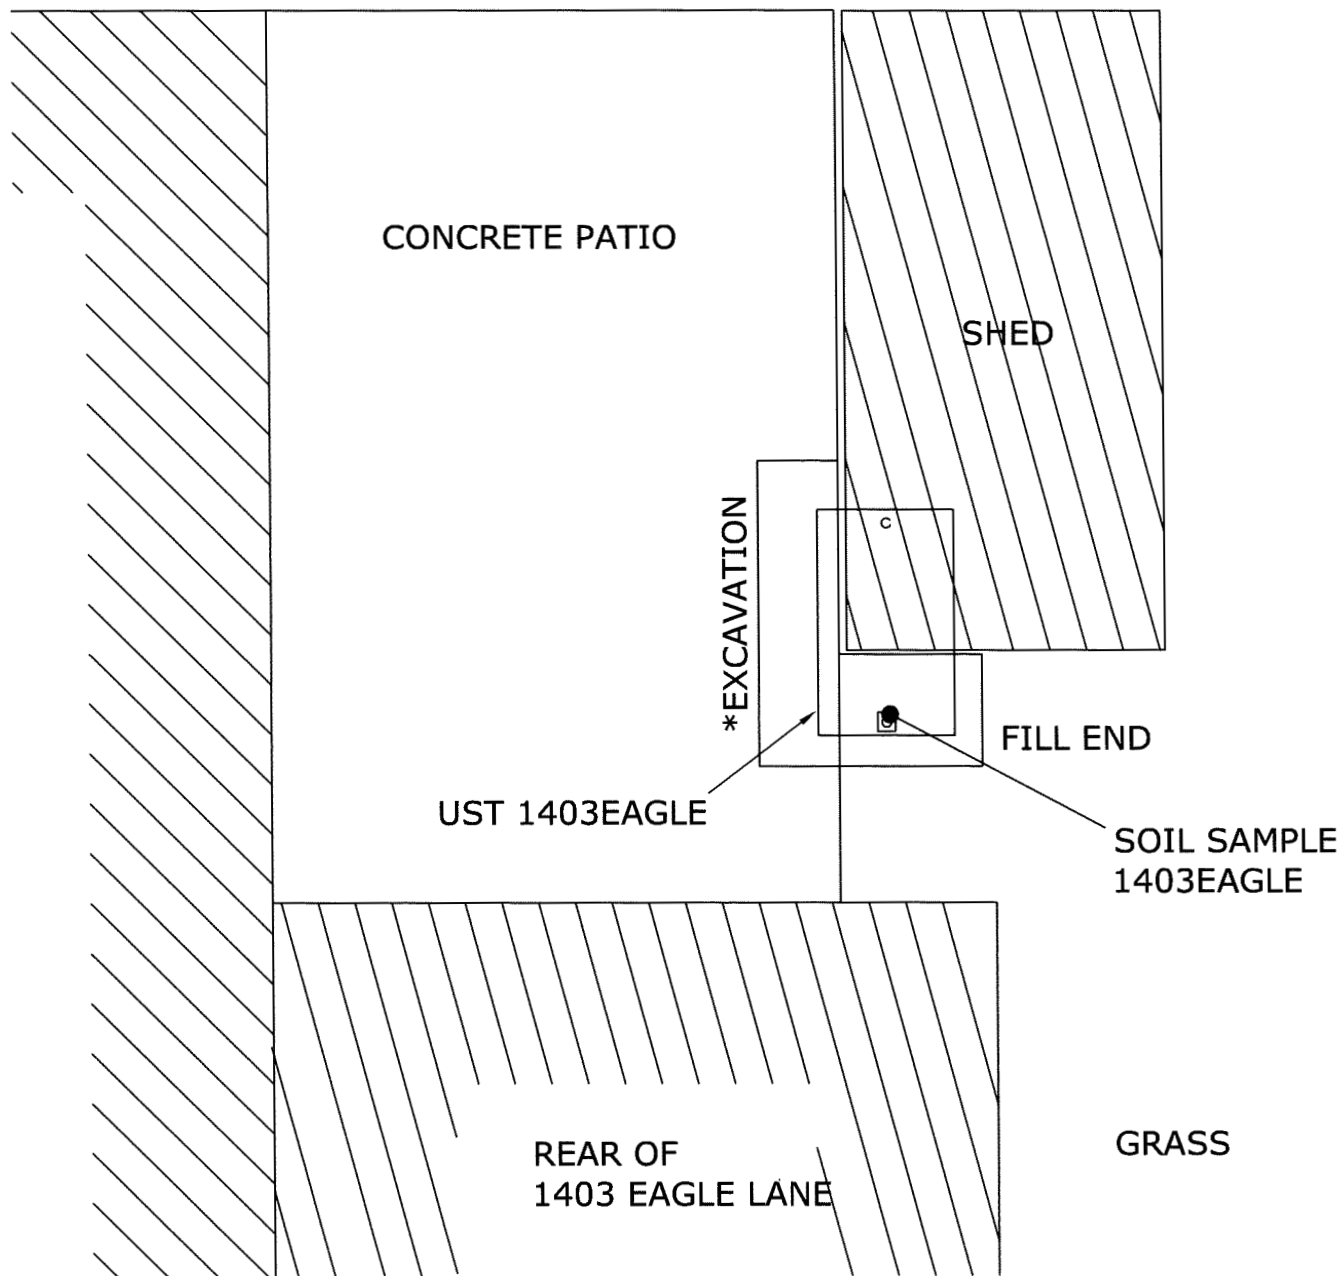 CONCRETE PATIO
SHED
*EXCAVATION
C
FILL END
UST 1403EAGLE
SOIL SAMPLE
1403EAGLE
REAR OF
1403 EAGLE LANE
GRASS